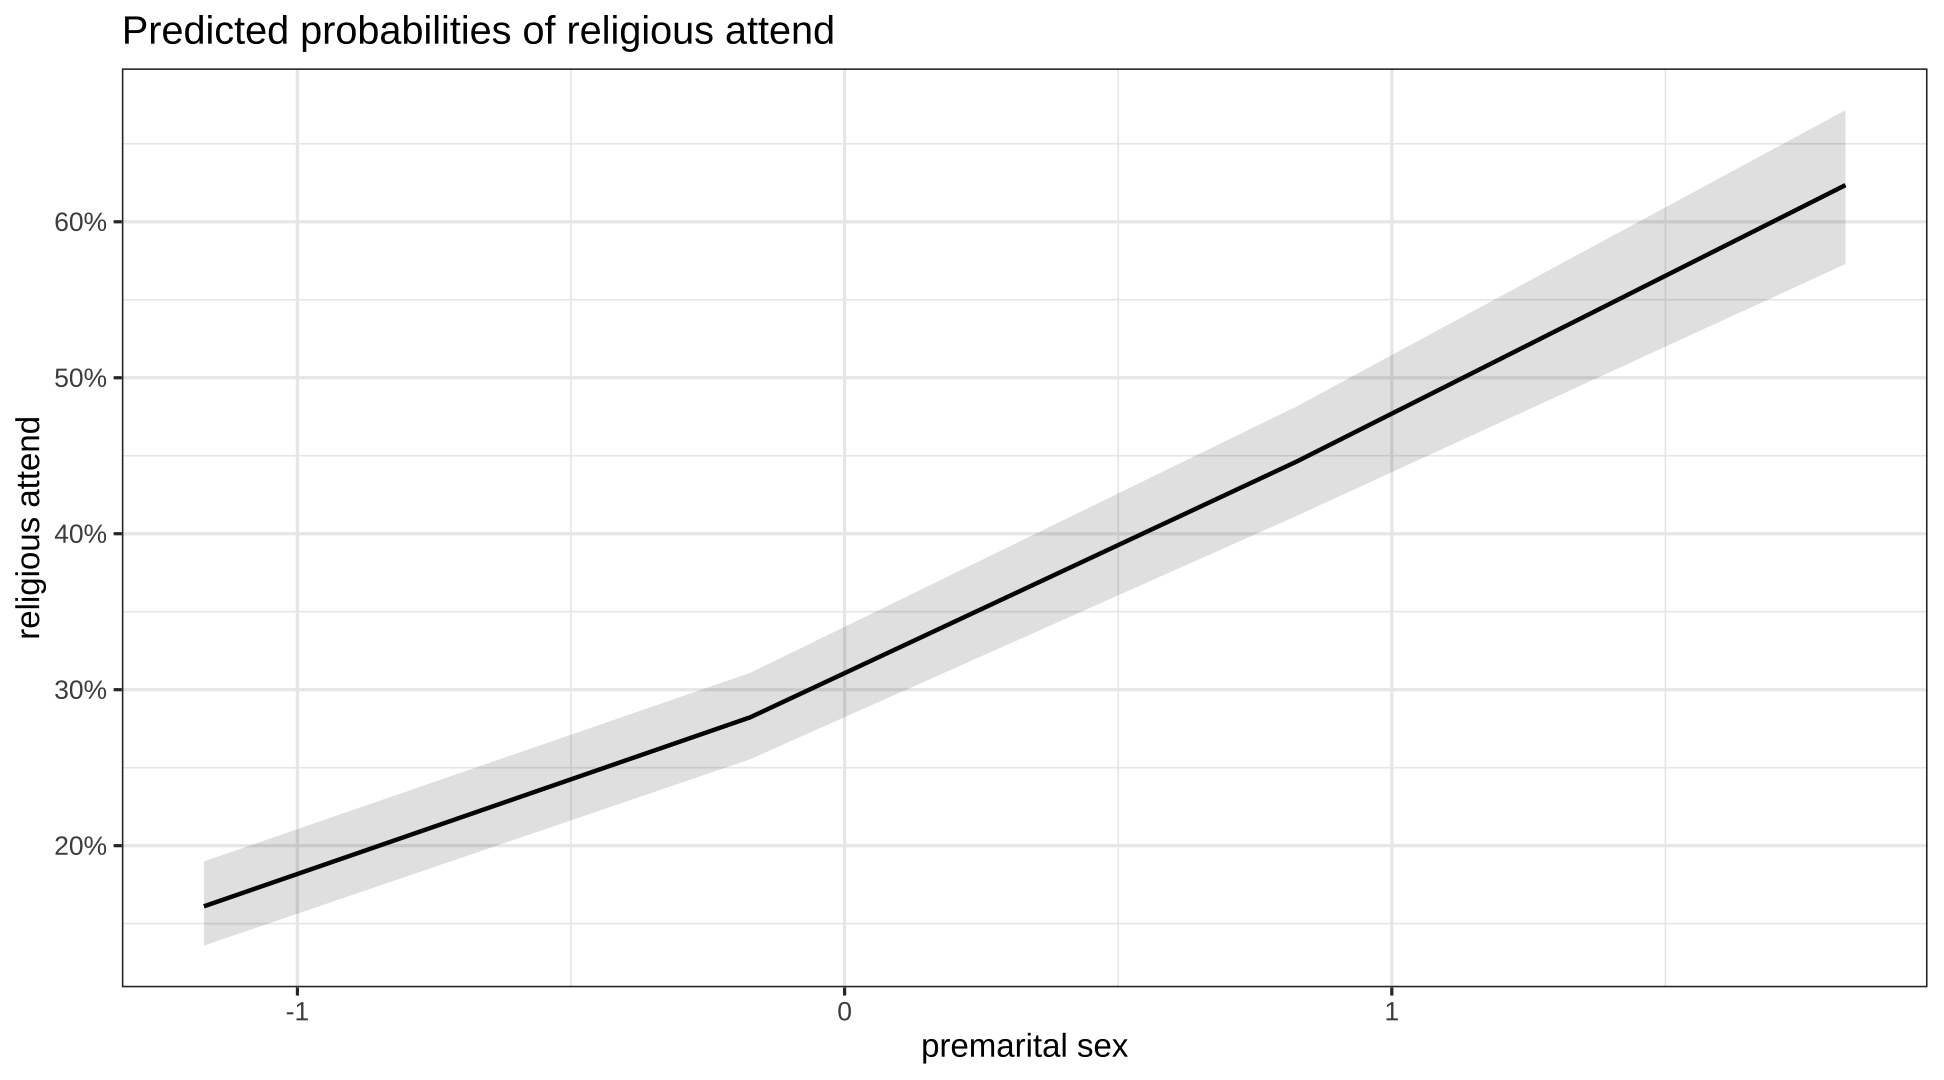 Predicted probabilities of religious attend
religious attend
60%
50%
40%
30%
20%
-1
0
1
premarital sex